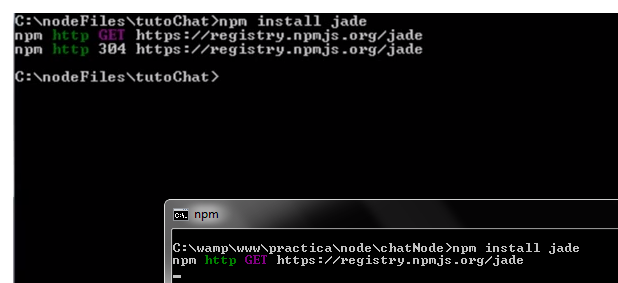 C:\nodeFiles\tutoChat>npm install jade
npm http GET https://registry.npmjs.org/jade
npm http 304 https://registry.npmjs.org/jade
C:\nodeFiles\tutoChat>
npm
C:\wamp\www\practica\node\chatNode>npm install jade
npm http GET https://registry.npmjs.org/jade